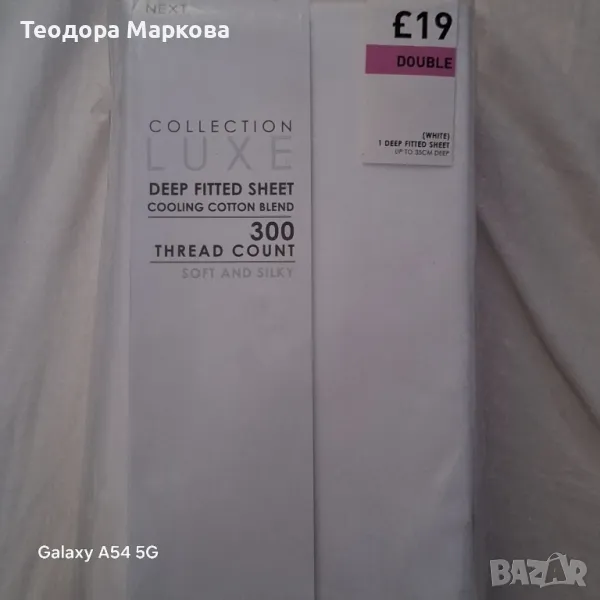 Теодора Маркова
NEXT
£19
DOUBLE
(WHITE)
1 DEEP FITTED SHEET
UP TO 35CM DEEP
COLLECTION
LUXE
DEEP FITTED SHEET
COOLING COTTON BLEND
300
THREAD COUNT
SOFT AND SILKY
Galaxy A54 5G
BAZAR